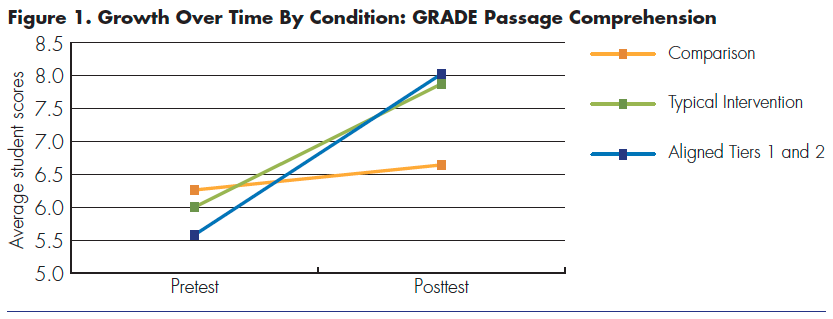 Figure 1. Growth Over Time By Condition: GRADE Passage Comprehension
8.5
8.0
7.5
7.0
6.5
6.0
5.5
5.0
Average student scores
Pretest
Posttest
Comparison
Typical Intervention
Aligned Tiers 1 and 2